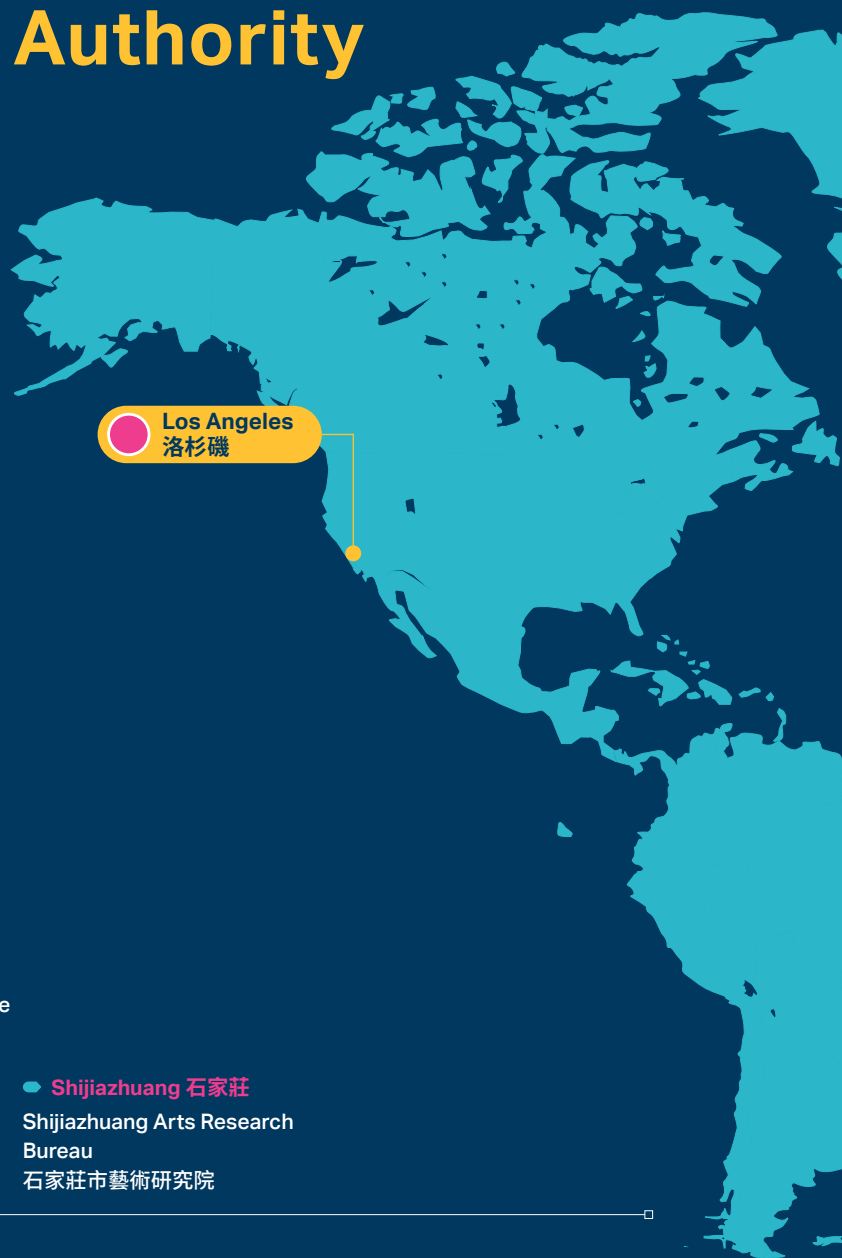 Authority
Los Angeles
洛杉磯
e
Shijiazhuang 石家莊
Shijiazhuang Arts Research
Bureau
石家莊市藝術研究院